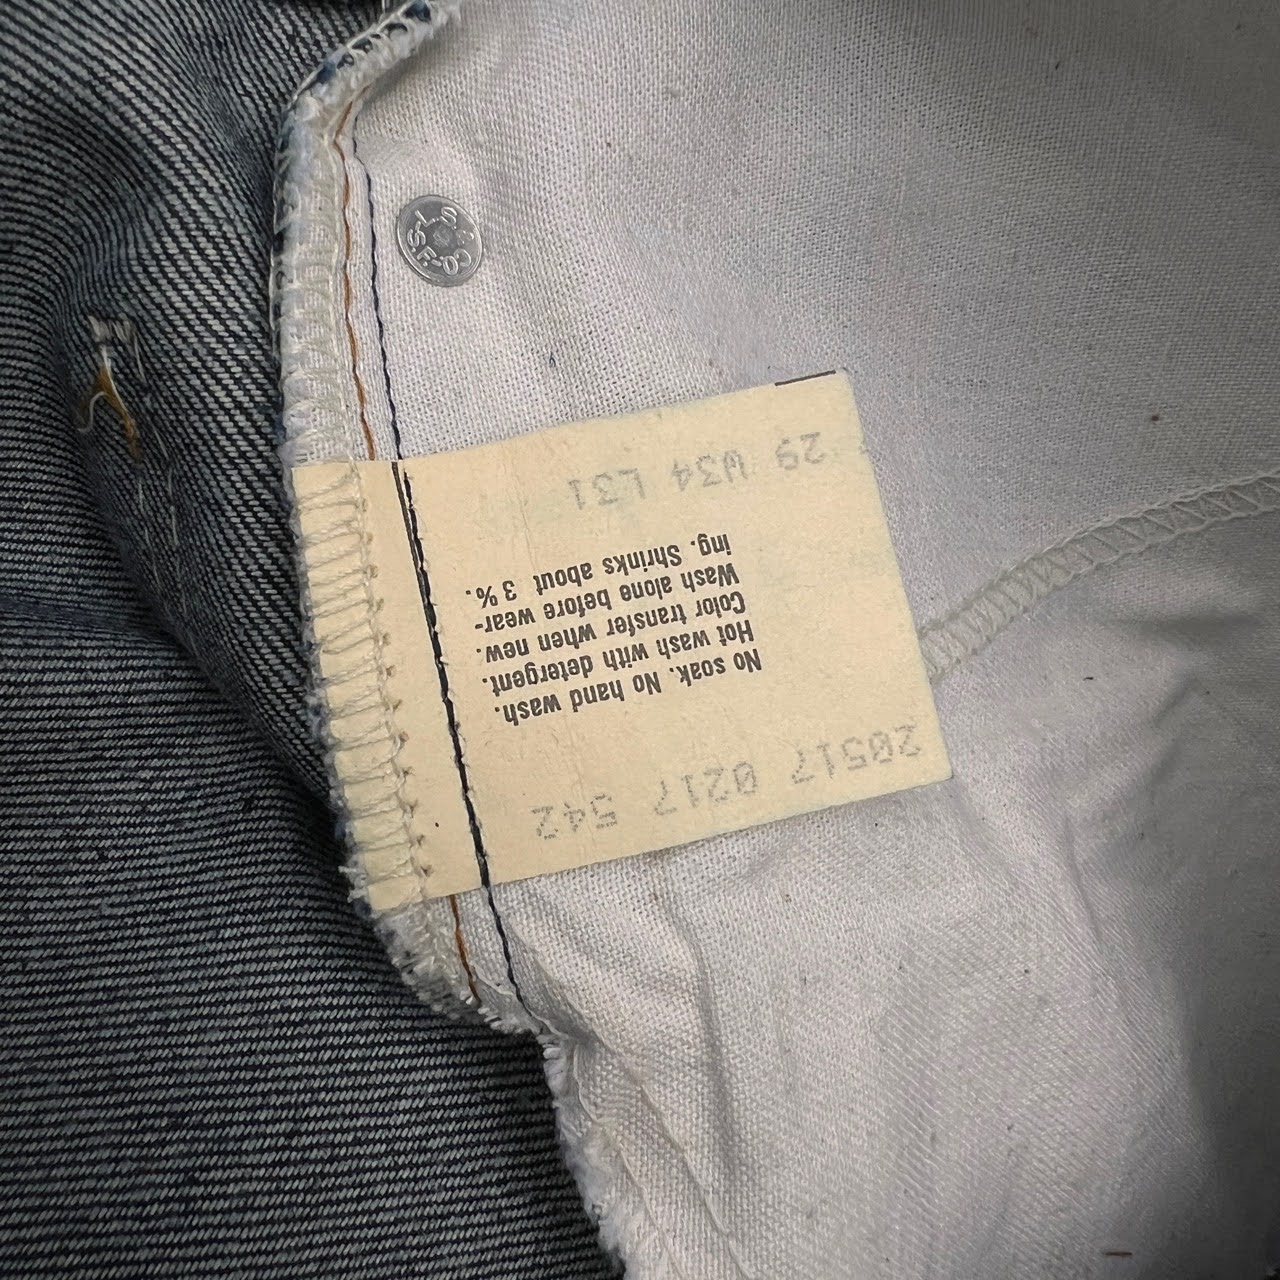 20517 0217 542
No soak. No hand wash.
Hot wash with detergent.
Color transfer when new.
Wash alone before wear-
ing. Shrinks about 3 %.
29 W34 L31
L.S.&CO.-S.F.-